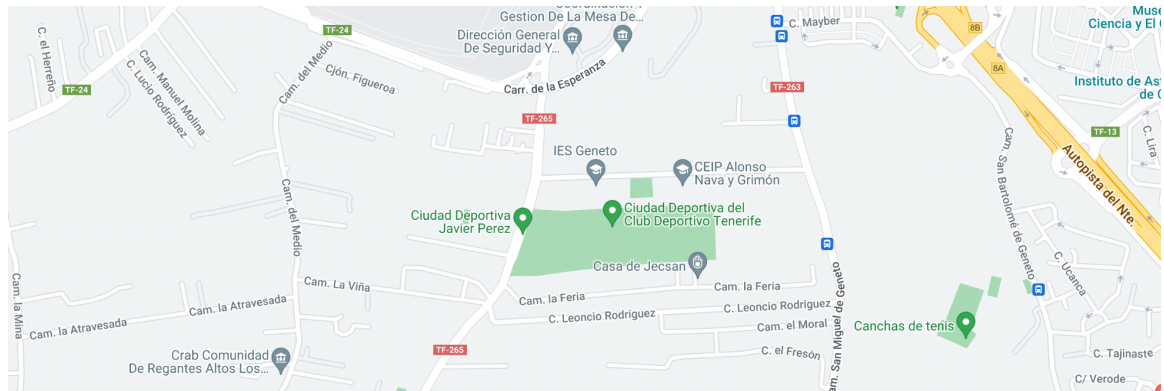 Gestion De La Mesa De...
Dirección General
De Seguridad Y...
C. Mayber
Muse
Ciencia y El C
8B
8A
TF-24
TF-24
C. el Herreño
Cam. Manuel Molina
C. Lucio Rodríguez
Cam. del Medio
Cjón. Figueroa
Carr. de la Esperanza
TF-263
Instituto de Ast
de C
TF-265
TF-13
C. Lira
IES Geneto
CEIP Alonso
Nava y Grimón
Autopista del Nte.
Cam. San Bartolomé de Geneto
Cam. del Medio
Ciudad Deportiva
Javier Perez
Ciudad Deportiva del
Club Deportivo Tenerife
Casa de Jecsan
C. Ucanca
Cam. la Mina
Cam. La Viña
Cam. la Atravesada
Cam. la Atravesada
Cam. la Feria
Cam. la Feria
C. Leoncio Rodriguez
C. Leoncio Rodriguez
Cam. el Moral
C. el Fresón
Cam. San Miguel de Geneto
Canchas de tenis
TF-265
Crab Comunidad
De Regantes Altos Los...
C. Tajinaste
C/ Verode